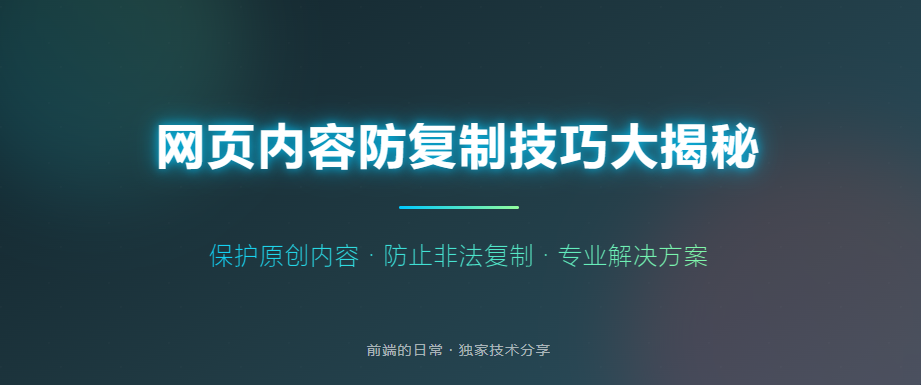 网页内容防复制技巧大揭秘
保护原创内容 · 防止非法复制 · 专业解决方案
前端的日常 · 独家技术分享